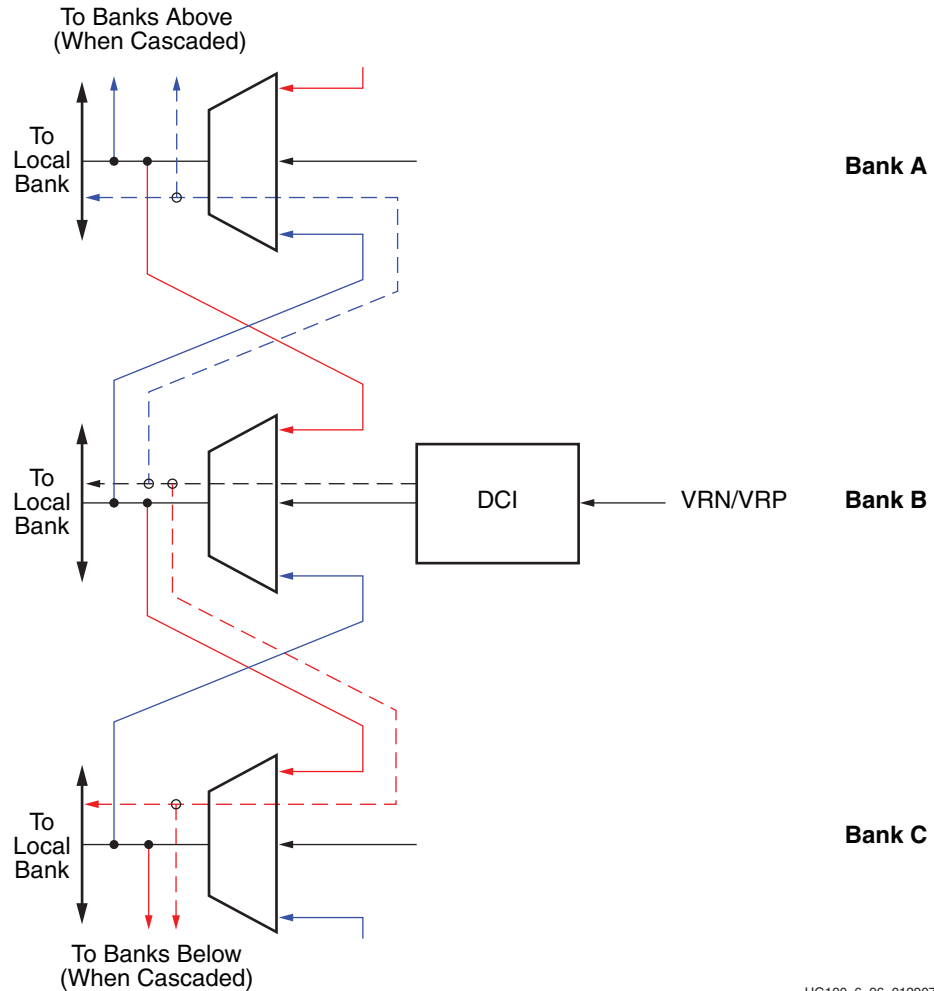 To Banks Above
(When Cascaded)
To
Local
Bank
Bank A
To
Local
Bank
DCI
VRN/VRP
Bank B
To
Local
Bank
Bank C
To Banks Below
(When Cascaded)